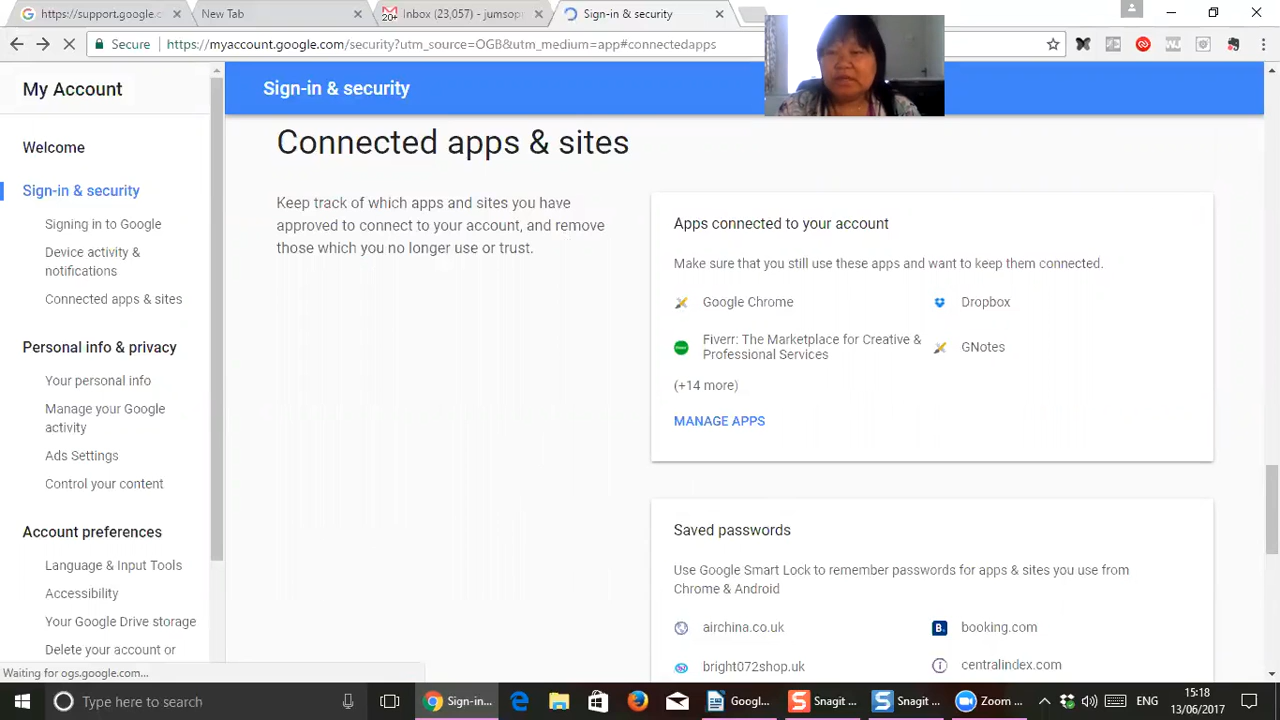 https://support.google.c
New Tab
Inbox (23,057) - jumsop
20+
Sign-in & security
Secure
https://myaccount.google.com/security?utm_source=OGB&utm_medium=app#connectedapps
My Account
Sign-in & security
Welcome
Sign-in & security
Signing in to Google
Device activity &
notifications
Connected apps & sites
Personal info & privacy
Your personal info
Manage your Google
activity
Ads Settings
Control your content
Account preferences
Language & Input Tools
Accessibility
Your Google Drive storage
Delete your account or
Connected apps & sites
Keep track of which apps and sites you have
approved to connect to your account, and remove
those which you no longer use or trust.
Apps connected to your account
Make sure that you still use these apps and want to keep them connected.
Google Chrome
Dropbox
Fiverr: The Marketplace for Creative &
Professional Services
GNotes
(+14 more)
MANAGE APPS
Saved passwords
Use Google Smart Lock to remember passwords for apps & sites you use from
Chrome & Android
airchina.co.uk
booking.com
bright072shop.uk
centralindex.com
Waiting for ogs.google.com...
Type here to search
Sign-in...
Googl...
Snagit ...
Snagit ...
Zoom ...
ENG
15:18
13/06/2017